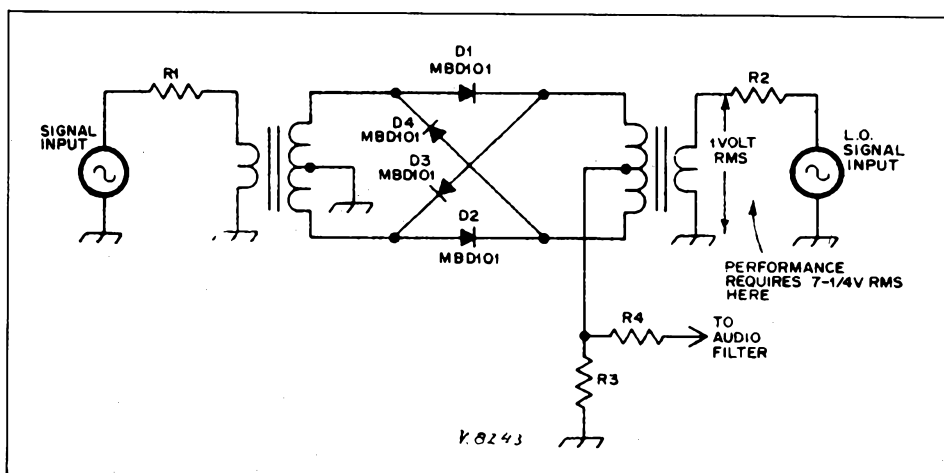 R1
SIGNAL
INPUT
D1
MBD101
D4
MBD101
D3
MBD101
D2
MBD101
1 VOLT
RMS
R2
L.O.
SIGNAL
INPUT
PERFORMANCE
REQUIRES 7-1/4V RMS
HERE
R4
TO
AUDIO
FILTER
R3
V.8243